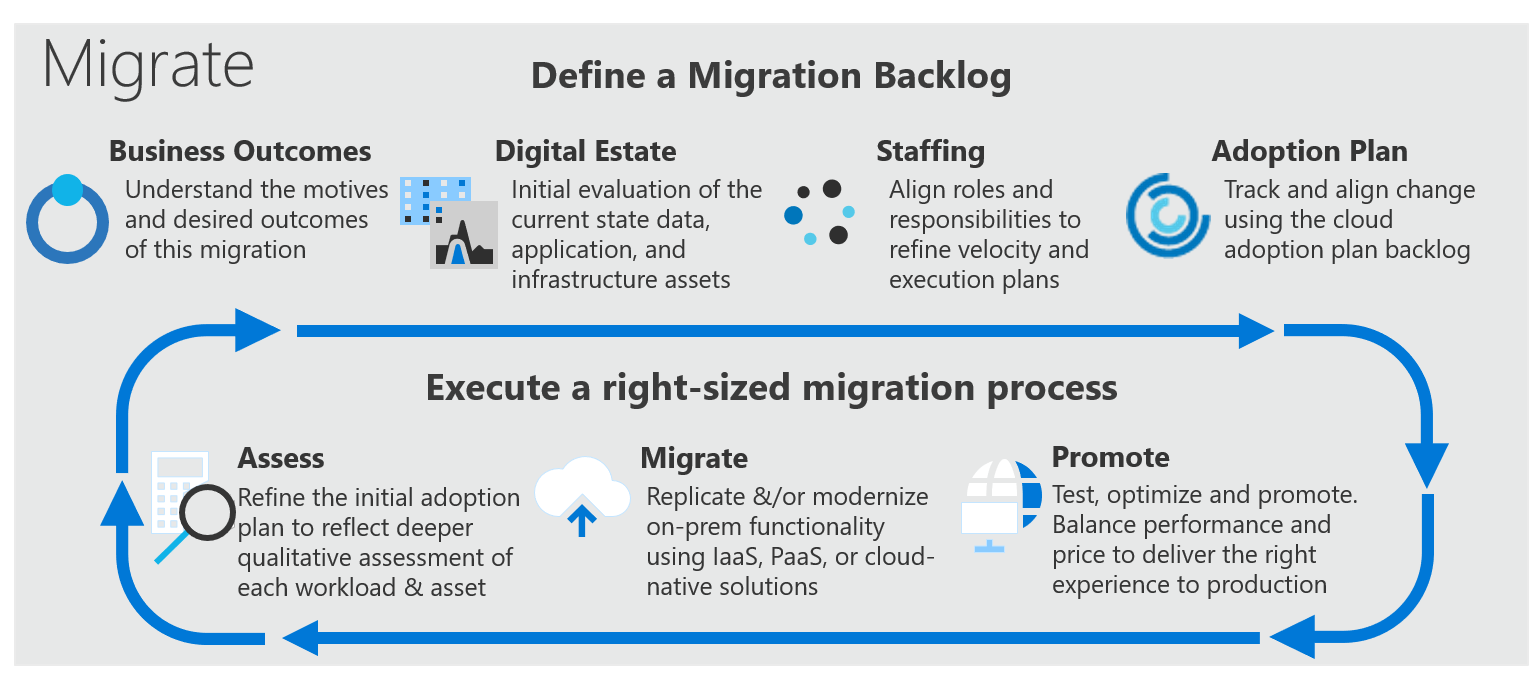 Migrate
Define a Migration Backlog
Business Outcomes
Understand the motives
and desired outcomes
of this migration
Digital Estate
Initial evaluation of the
current state data,
application, and
infrastructure assets
Staffing
Align roles and
responsibilities to
refine velocity and
execution plans
Adoption Plan
Track and align change
using the cloud
adoption plan backlog
Execute a right-sized migration process
Assess
Refine the initial adoption
plan to reflect deeper
qualitative assessment of
each workload & asset
Migrate
Replicate &/or modernize
on-prem functionality
using IaaS, PaaS, or cloud-
native solutions
Promote
Test, optimize and promote.
Balance performance and
price to deliver the right
experience to production